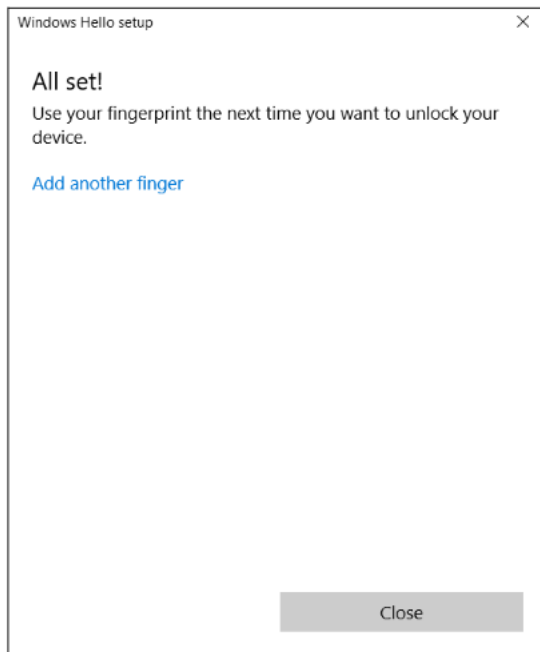 Windows Hello setup
All set!
Use your fingerprint the next time you want to unlock your
device.
Add another finger
Close